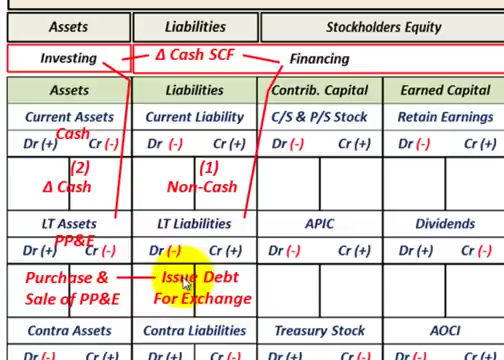 Assets Liabilities Stockholders Equity
Investing Δ Cash SCF Financing
Assets Liabilities Contrib. Capital Earned Capital
Current Assets Current Liability C/S & P/S Stock Retain Earnings
Cash
Dr (+) Cr (-) Dr (-) Cr (+) Dr (-) Cr (+) Dr (-) Cr (+)
(2) (1)
Δ Cash Non-Cash
LT Assets LT Liabilities APIC Dividends
PP&E
Dr (+) Cr (-) Dr (-) Cr (+) Dr (-) Cr (+) Dr (+) Cr (-)
Purchase & Issue Debt
Sale of PP&E For Exchange
Contra Assets Contra Liabilities Treasury Stock AOCI
Dr (-) Cr (+) Dr (+) Cr (-) Dr (+) Cr (-) Dr (-) Cr (+)